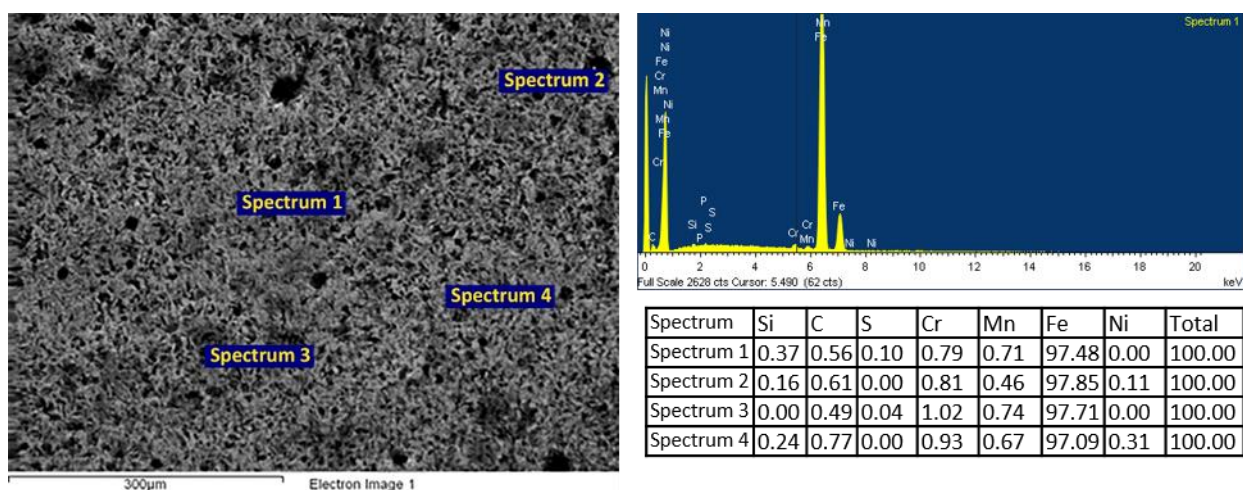 Spectrum 2
Spectrum 1
Spectrum 4
Spectrum 3
300µm Electron Image 1
Spectrum 1
Ni
Ni
Fe
Cr
Mn
Ni
Mn
Fe
Cr
C
Si
P
P
S
S
Cr
Cr
Mn
Mn
Fe
Fe
Ni
Ni
0 2 4 6 8 10 12 14 16 18 20
Full Scale 2628 cts Cursor: 5.490 (62 cts) keV
Spectrum Si C S Cr Mn Fe Ni Total
Spectrum 1 0.37 0.56 0.10 0.79 0.71 97.48 0.00 100.00
Spectrum 2 0.16 0.61 0.00 0.81 0.46 97.85 0.11 100.00
Spectrum 3 0.00 0.49 0.04 1.02 0.74 97.71 0.00 100.00
Spectrum 4 0.24 0.77 0.00 0.93 0.67 97.09 0.31 100.00